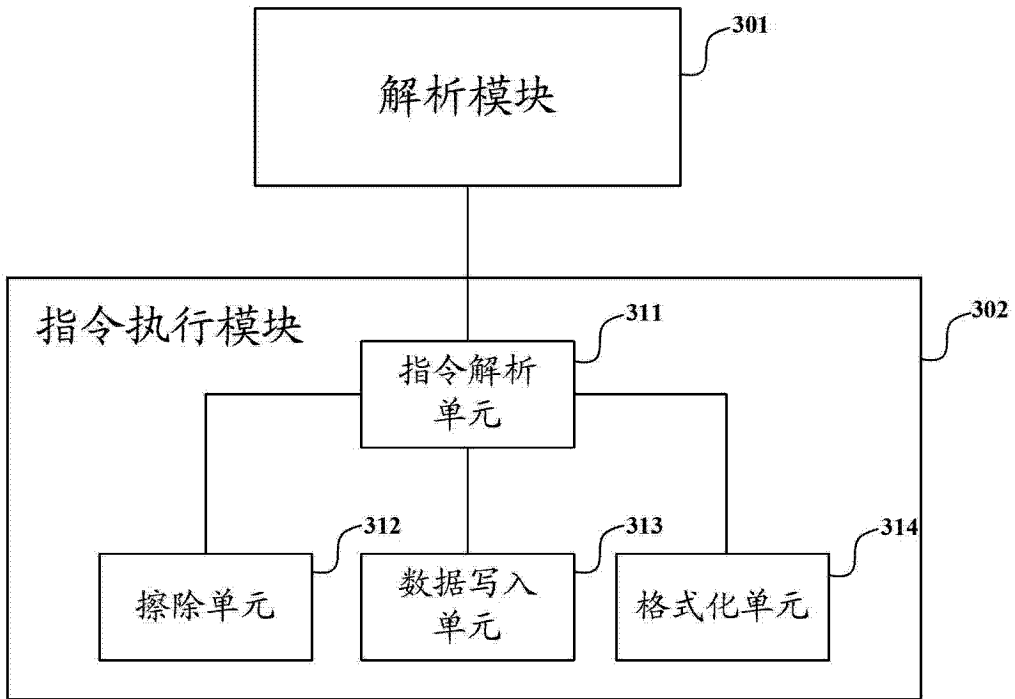 301
解析模块
302
指令执行模块
311
指令解析
单元
312
313
314
擦除单元
数据写入
单元
格式化单元